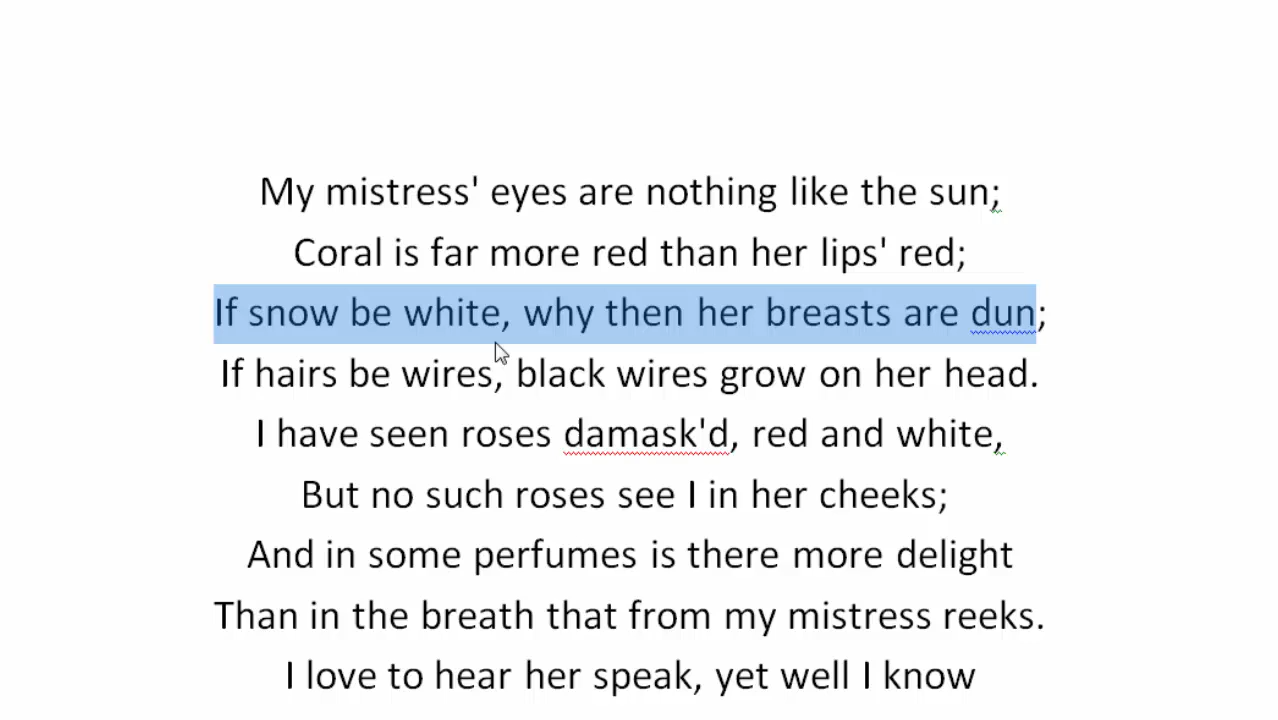 My mistress' eyes are nothing like the sun;
Coral is far more red than her lips' red;
If snow be white, why then her breasts are dun;
If hairs be wires, black wires grow on her head.
I have seen roses damask'd, red and white,
But no such roses see I in her cheeks;
And in some perfumes is there more delight
Than in the breath that from my mistress reeks.
I love to hear her speak, yet well I know